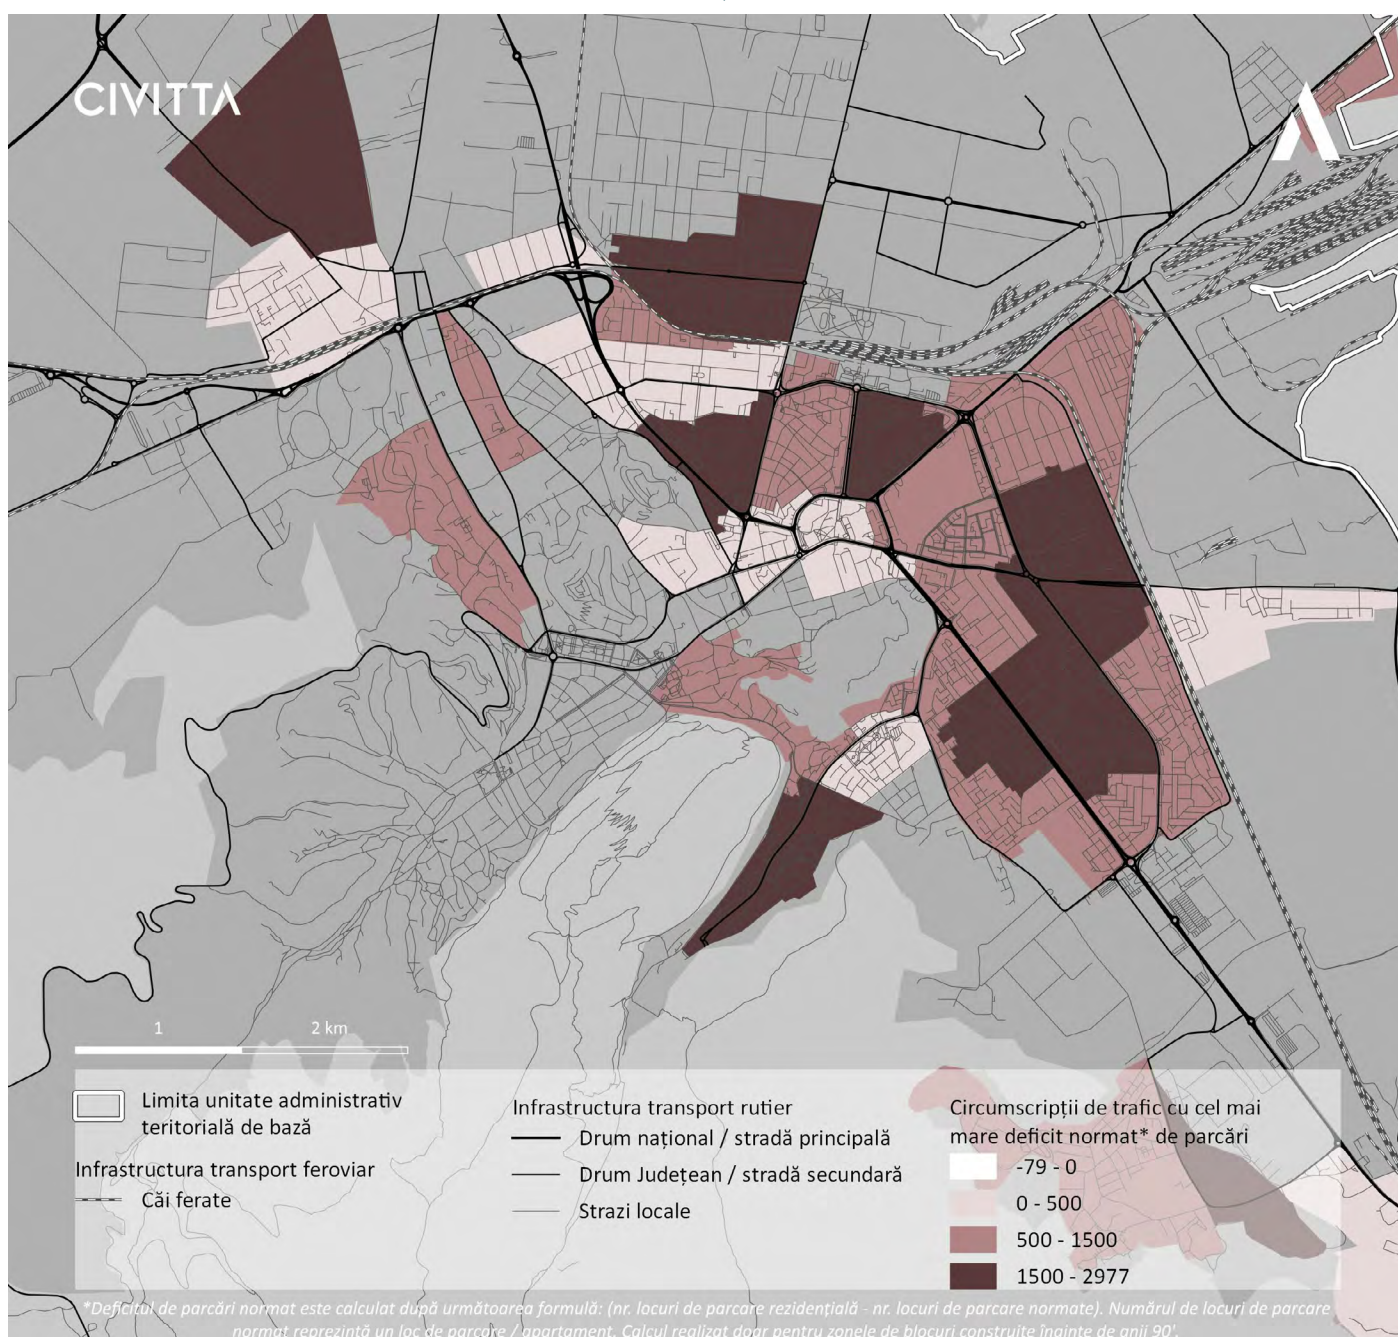 CIVITTA
1
2 km
Limita unitate administrativ
teritorială de bază
Infrastructura transport feroviar
Căi ferate
Infrastructura transport rutier
Drum național / stradă principală
Drum Județean / stradă secundară
Strazi locale
Circumscripții de trafic cu cel mai
mare deficit normat* de parcări
-79 - 0
0 - 500
500 - 1500
1500 - 2977
*Deficitul de parcări normat este calculat după următoarea formulă: (nr. locuri de parcare rezidențială - nr. locuri de parcare normate). Numărul de locuri de parcare
normat reprezintă un loc de parcare / apartament. Calcul realizat doar pentru zonele de blocuri construite înainte de anii 90'.